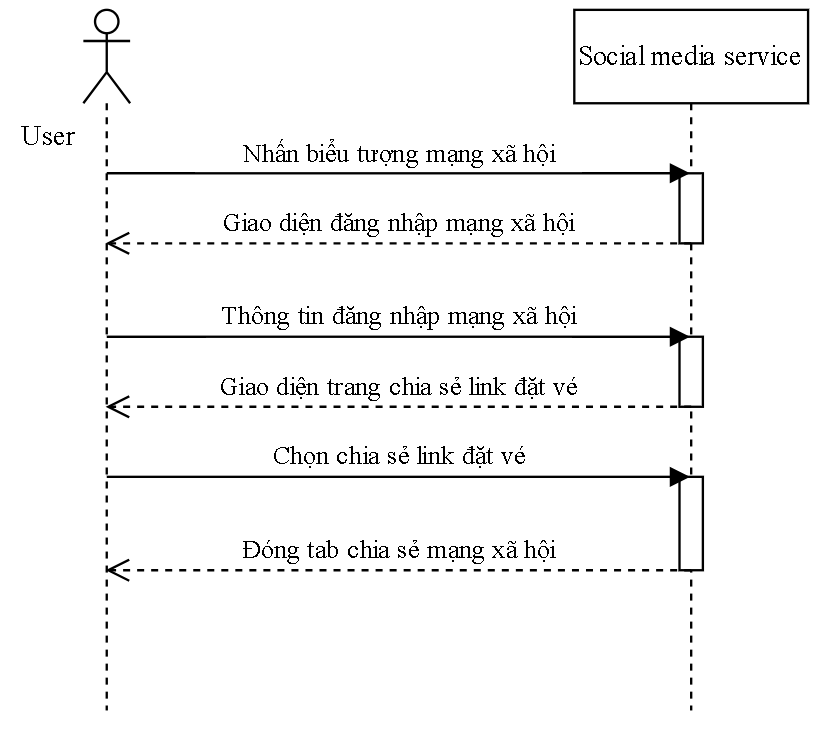 Social media service
User
Nhấn biểu tượng mạng xã hội
Giao diện đăng nhập mạng xã hội
Thông tin đăng nhập mạng xã hội
Giao diện trang chia sẻ link đặt vé
Chọn chia sẻ link đặt vé
Đóng tab chia sẻ mạng xã hội